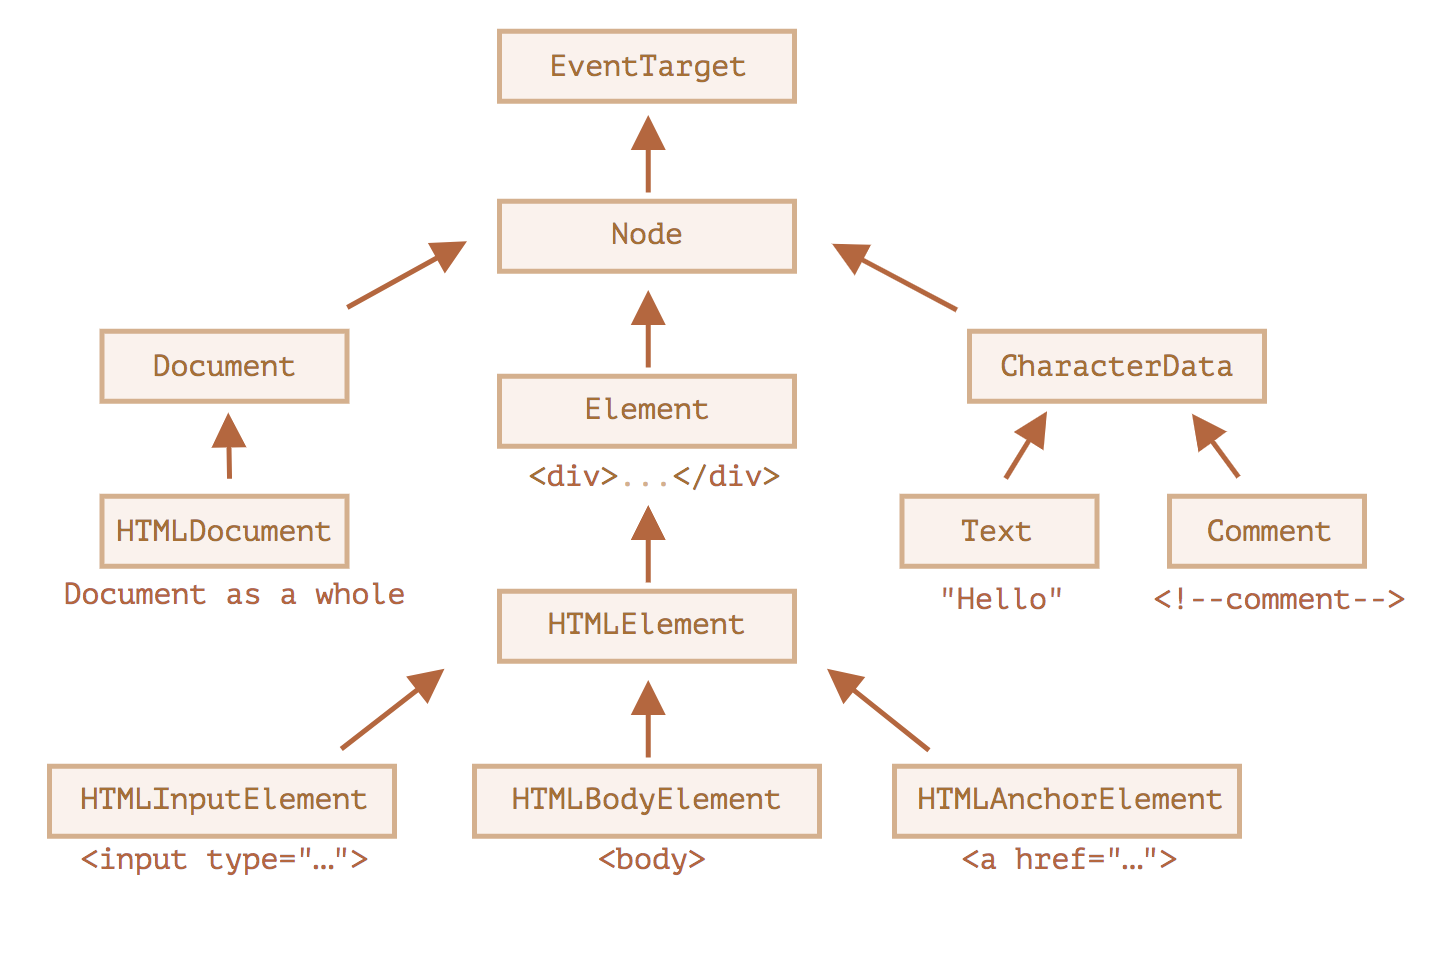 EventTarget
Node
Document
Element
CharacterData
<div>...</div>
HTMLDocument
Text
Comment
Document as a whole
"Hello"
<!--comment-->
HTMLElement
HTMLInputElement
HTMLBodyElement
HTMLAnchorElement
<input type="…">
<body>
<a href="…">